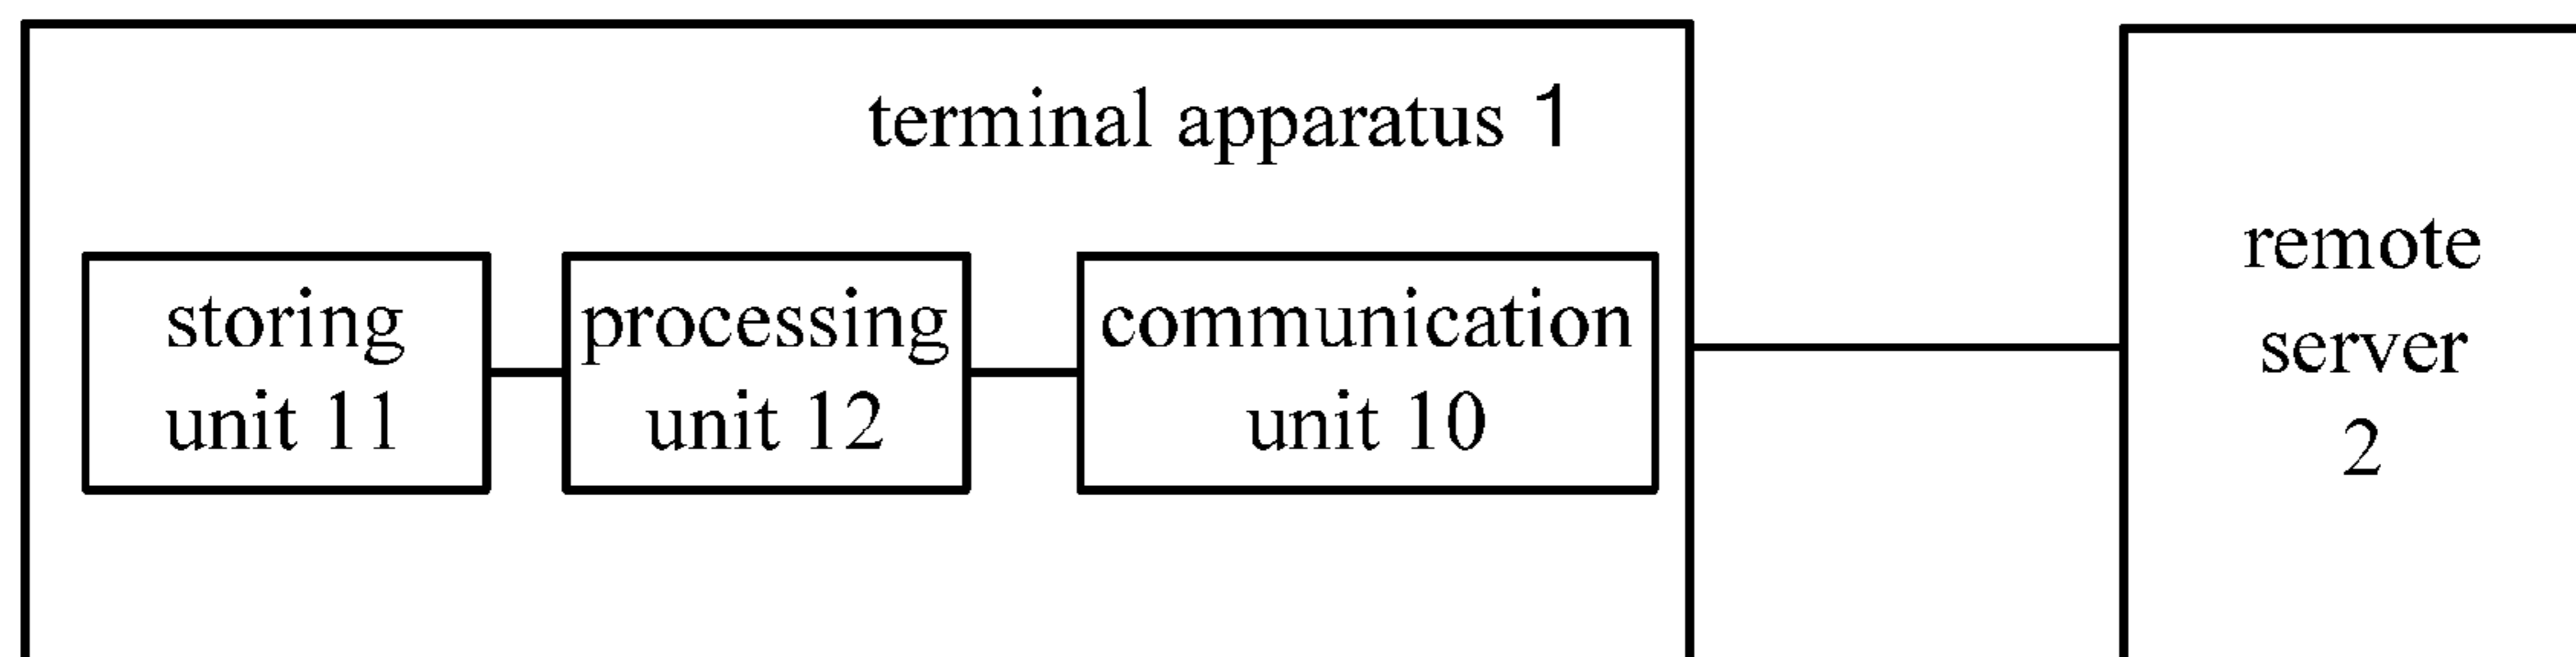 terminal apparatus 1
storing
unit 11
processing
unit 12
communication
unit 10
remote
server
2